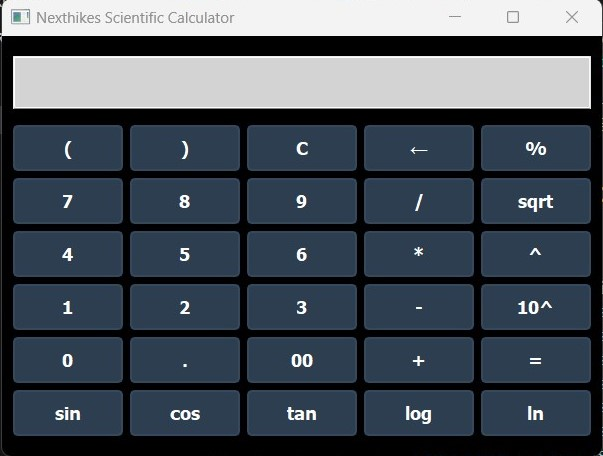 Nexthikes Scientific Calculator
( ) C ← %
7 8 9 / sqrt
4 5 6 * ^
1 2 3 - 10^
0 . 00 + =
sin cos tan log ln